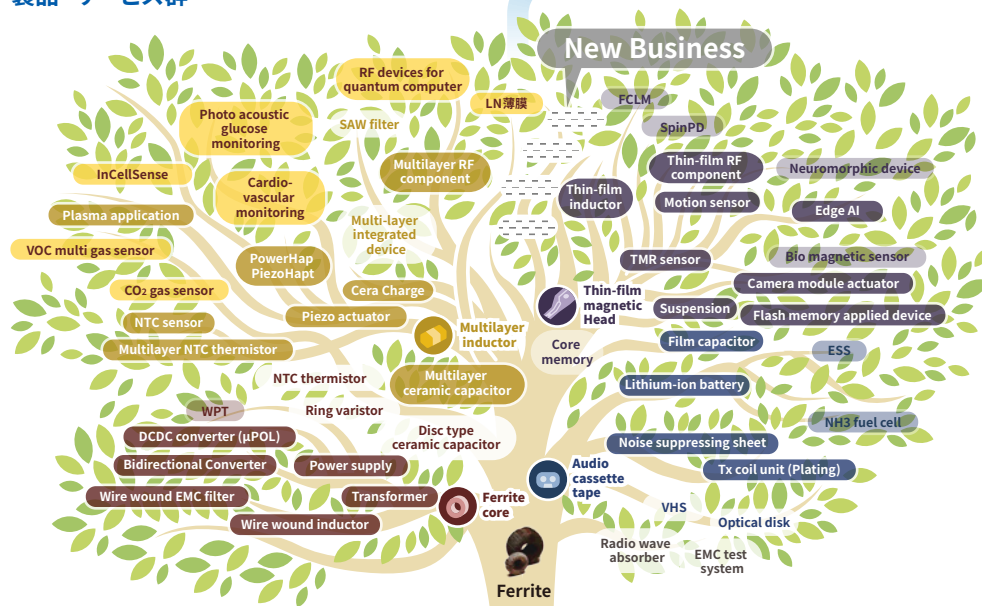 製品・サービス群
New Business
RF devices for
quantum computer
LN薄膜
FCLM
Photo acoustic
glucose
monitoring
SAW filter
SpinPD
Multilayer RF
component
Thin-film RF
component
Neuromorphic device
InCellSense
Cardio-
vascular
monitoring
Thin-film
inductor
Motion sensor
Edge AI
Plasma application
Multi-layer
integrated
device
VOC multi gas sensor
PowerHap
PiezoHapt
TMR sensor
Bio magnetic sensor
CO₂ gas sensor
Cera Charge
Thin-film
magnetic
Head
Camera module actuator
Suspension
Flash memory applied device
NTC sensor
Piezo actuator
Multilayer
inductor
Core
memory
Film capacitor
ESS
Multilayer NTC thermistor
NTC thermistor
Multilayer
ceramic capacitor
Lithium-ion battery
WPT
Ring varistor
NH3 fuel cell
DCDC converter (μPOL)
Disc type
ceramic capacitor
Noise suppressing sheet
Bidirectional Converter
Power supply
Audio
cassette
tape
Tx coil unit (Plating)
Wire wound EMC filter
Transformer
Ferrite
core
VHS
Optical disk
Wire wound inductor
Radio wave
absorber
EMC test
system
Ferrite